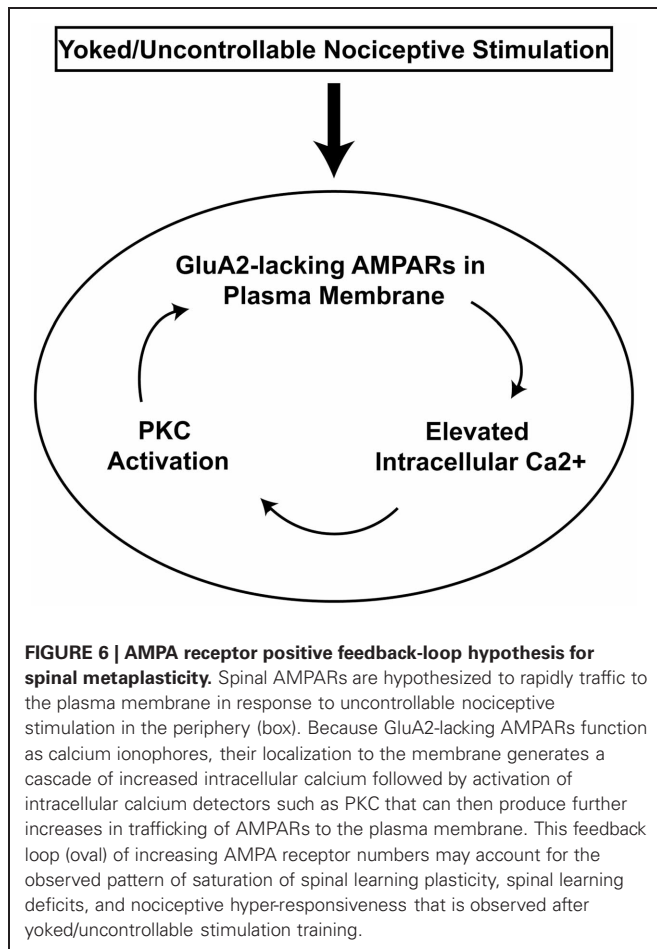 Yoked/Uncontrollable Nociceptive Stimulation
GluA2-lacking AMPARs in
Plasma Membrane
PKC
Activation
Elevated
Intracellular Ca2+
FIGURE 6 | AMPA receptor positive feedback-loop hypothesis for
spinal metaplasticity. Spinal AMPARs are hypothesized to rapidly traffic to
the plasma membrane in response to uncontrollable nociceptive
stimulation in the periphery (box). Because GluA2-lacking AMPARs function
as calcium ionophores, their localization to the membrane generates a
cascade of increased intracellular calcium followed by activation of
intracellular calcium detectors such as PKC that can then produce further
increases in trafficking of AMPARs to the plasma membrane. This feedback
loop (oval) of increasing AMPA receptor numbers may account for the
observed pattern of saturation of spinal learning plasticity, spinal learning
deficits, and nociceptive hyper-responsiveness that is observed after
yoked/uncontrollable stimulation training.